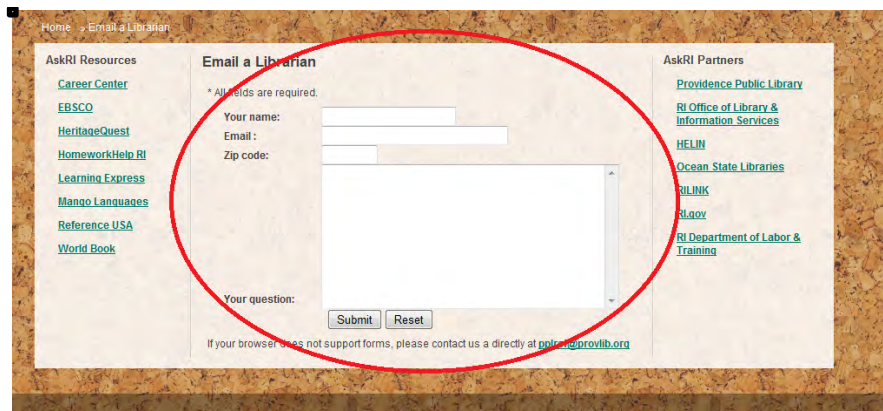 Home » Email a Librarian
AskRI Resources
Career Center
EBSCO
HeritageQuest
HomeworkHelp RI
Learning Express
Mango Languages
Reference USA
World Book
Email a Librarian
* All fields are required.
Your name:
Email :
Zip code:
Your question:
Submit Reset
If your browser does not support forms, please contact us a directly at @provlib.org
AskRI Partners
Providence Public Library
RI Office of Library &
Information Services
HELIN
Ocean State Libraries
RILINK
RI.gov
RI Department of Labor &
Training